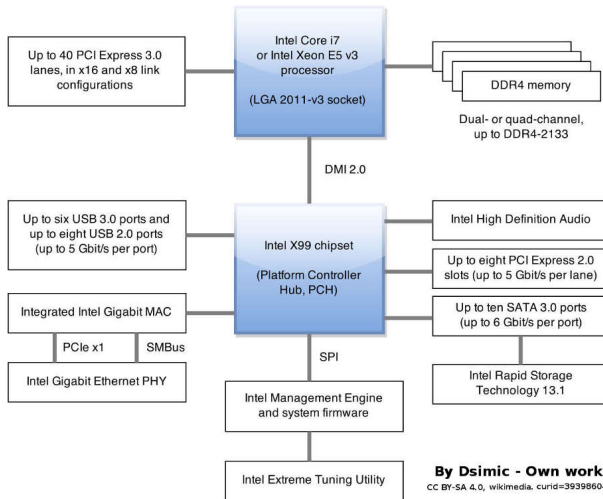 Up to 40 PCI Express 3.0
lanes, in x16 and x8 link
configurations
Intel Core i7
or Intel Xeon E5 v3
processor
(LGA 2011-v3 socket)
DDR4 memory
Dual- or quad-channel,
up to DDR4-2133
DMI 2.0
Up to six USB 3.0 ports and
up to eight USB 2.0 ports
(up to 5 Gbit/s per port)
Intel X99 chipset
(Platform Controller
Hub, PCH)
Intel High Definition Audio
Up to eight PCI Express 2.0
slots (up to 5 Gbit/s per lane)
Integrated Intel Gigabit MAC
Up to ten SATA 3.0 ports
(up to 6 Gbit/s per port)
PCIe x1
SMBus
SPI
Intel Gigabit Ethernet PHY
Intel Rapid Storage
Technology 13.1
Intel Management Engine
and system firmware
Intel Extreme Tuning Utility
By Dsimic - Own work
CC BY-SA 4.0, wikimedia. curid=3939860